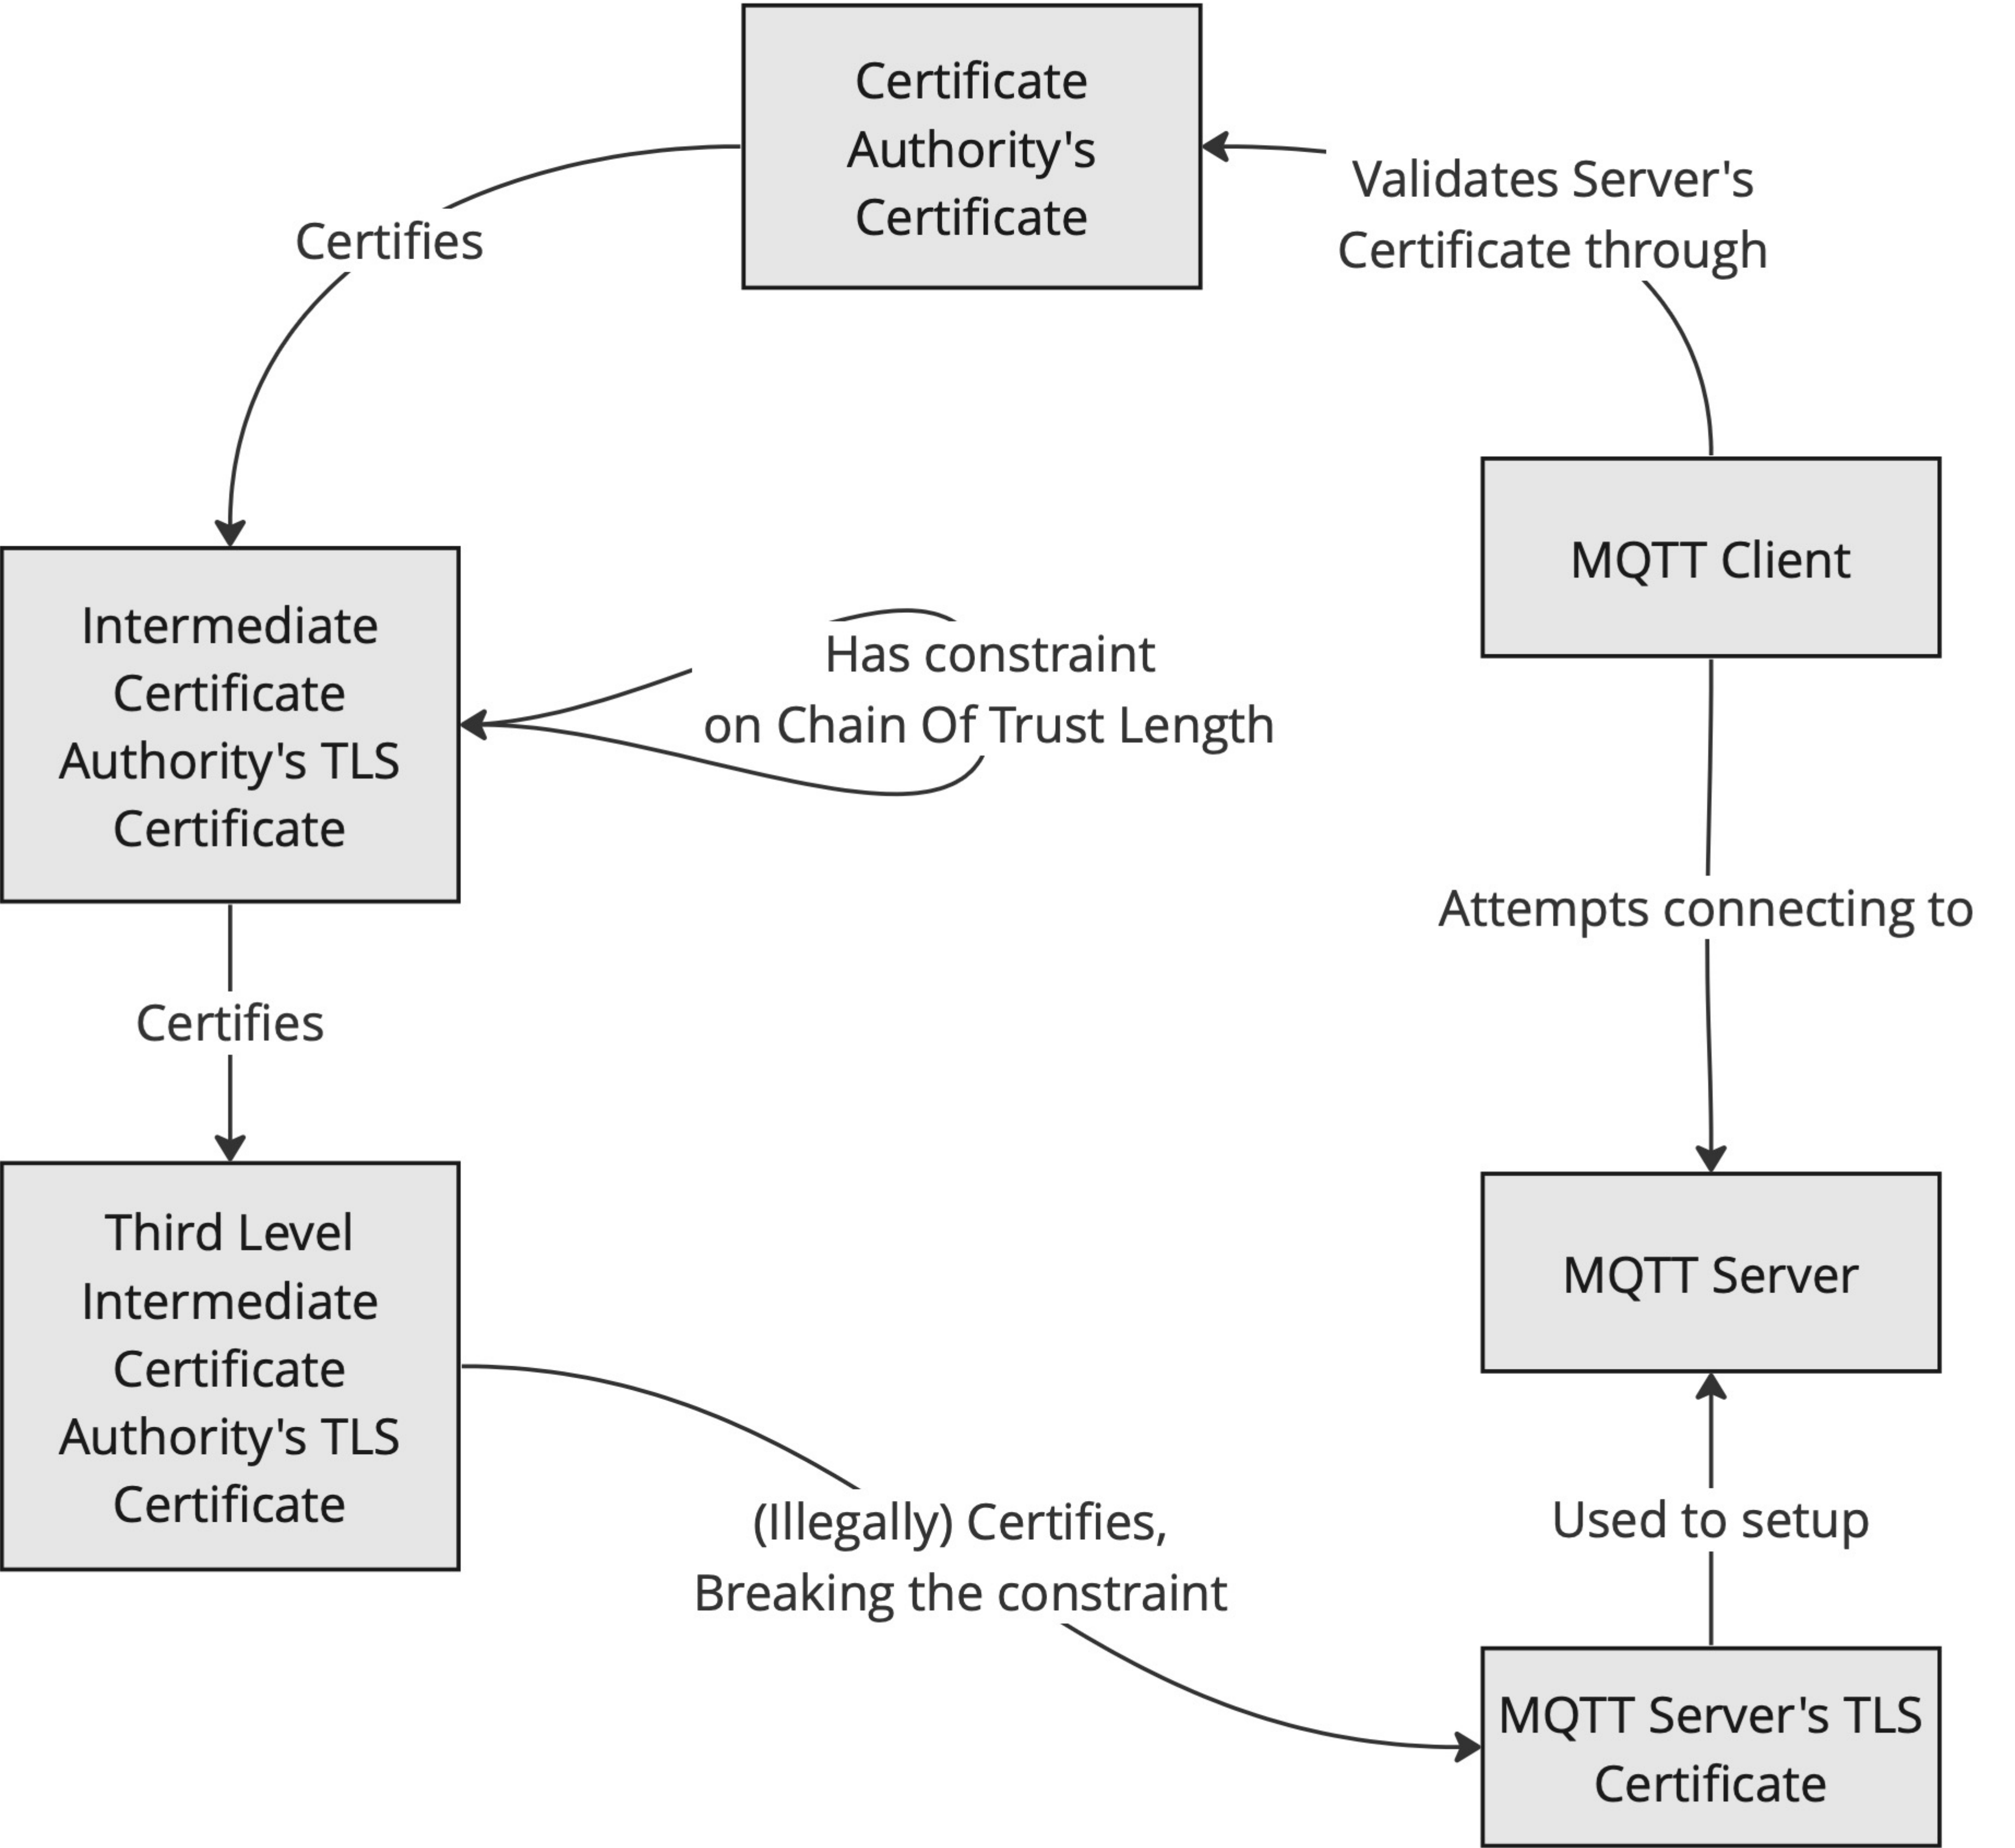 Certificate
Authority's
Certificate
Validates Server's
Certificate through
Certifies
MQTT Client
Intermediate
Certificate
Authority's TLS
Certificate
Has constraint
on Chain Of Trust Length
Attempts connecting to
Certifies
Third Level
Intermediate
Certificate
Authority's TLS
Certificate
MQTT Server
(Illegally) Certifies,
Breaking the constraint
Used to setup
MQTT Server's TLS
Certificate